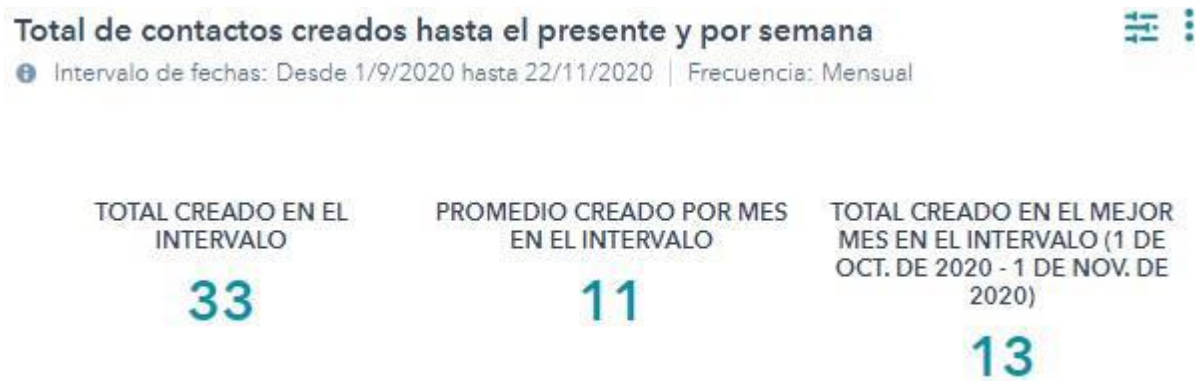 Total de contactos creados hasta el presente y por semana
Intervalo de fechas: Desde 1/9/2020 hasta 22/11/2020 | Frecuencia: Mensual
TOTAL CREADO EN EL
INTERVALO
33
PROMEDIO CREADO POR MES
EN EL INTERVALO
11
TOTAL CREADO EN EL MEJOR
MES EN EL INTERVALO (1 DE
OCT. DE 2020 - 1 DE NOV. DE
2020)
13